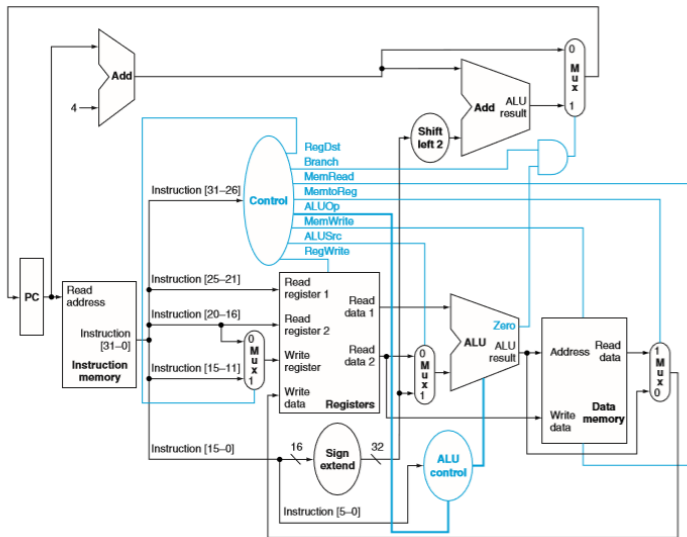 Add
4
Add
ALU
result
0
M
u
x
1
Shift
left 2
RegDst
Branch
MemRead
MemtoReg
ALUOp
MemWrite
ALUSrc
RegWrite
Control
Instruction [31–26]
Instruction [25–21]
Instruction [20–16]
Instruction [15–11]
Instruction [15–0]
Instruction [5–0]
PC
Read
address
Instruction
[31–0]
Instruction
memory
0
M
u
x
1
Read
register 1
Read
register 2
Write
register
Write
data
Read
data 1
Read
data 2
Registers
0
M
u
x
1
Zero
ALU
ALU
result
Address
Read
data
Write
data
Data
memory
1
M
u
x
0
16
Sign
extend
32
ALU
control